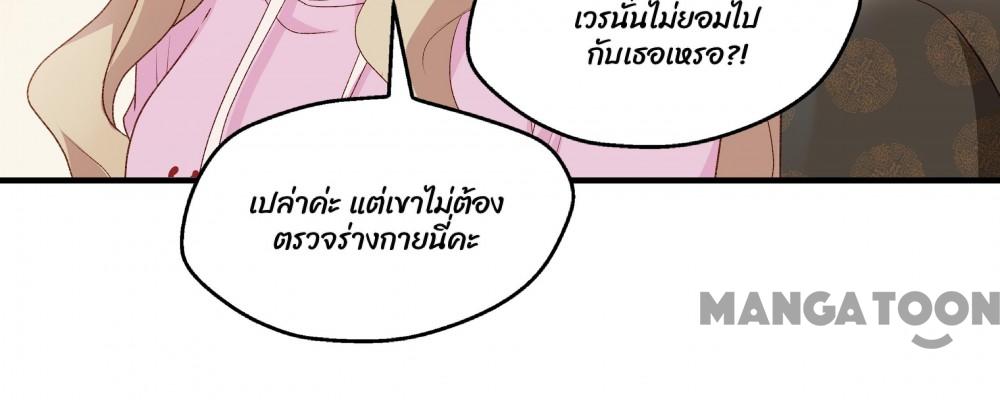 เวรนั่นไม่ยอมไป
กับเธอเหรอ?!
เปล่าค่ะ แต่เขาไม่ต้อง
ตรวจร่างกายนี่คะ
MANGATOON